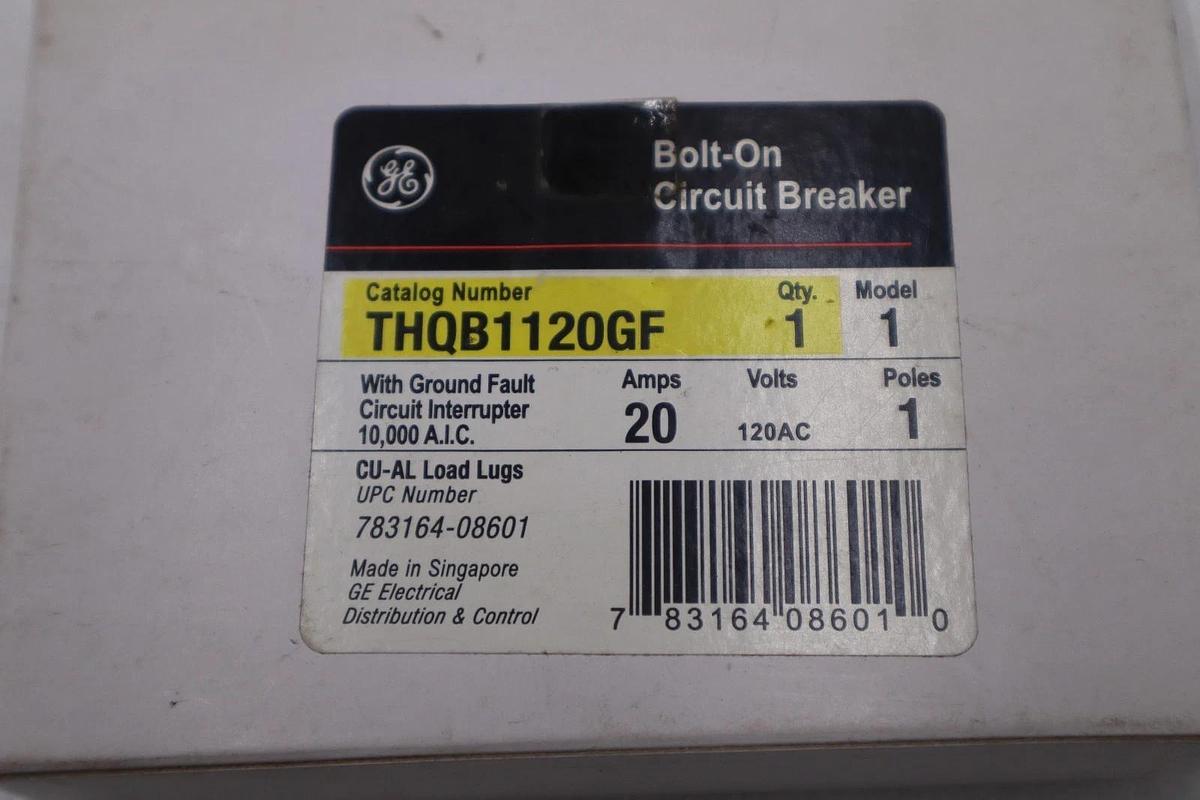 GE
Bolt-On
Circuit Breaker
Catalog Number Qty. Model
THQB1120GF 1 1
With Ground Fault Amps Volts Poles
Circuit Interrupter 20 120AC 1
10,000 A.I.C.
CU-AL Load Lugs
UPC Number
783164-08601
Made in Singapore
GE Electrical
Distribution & Control
7 83164 08601 0